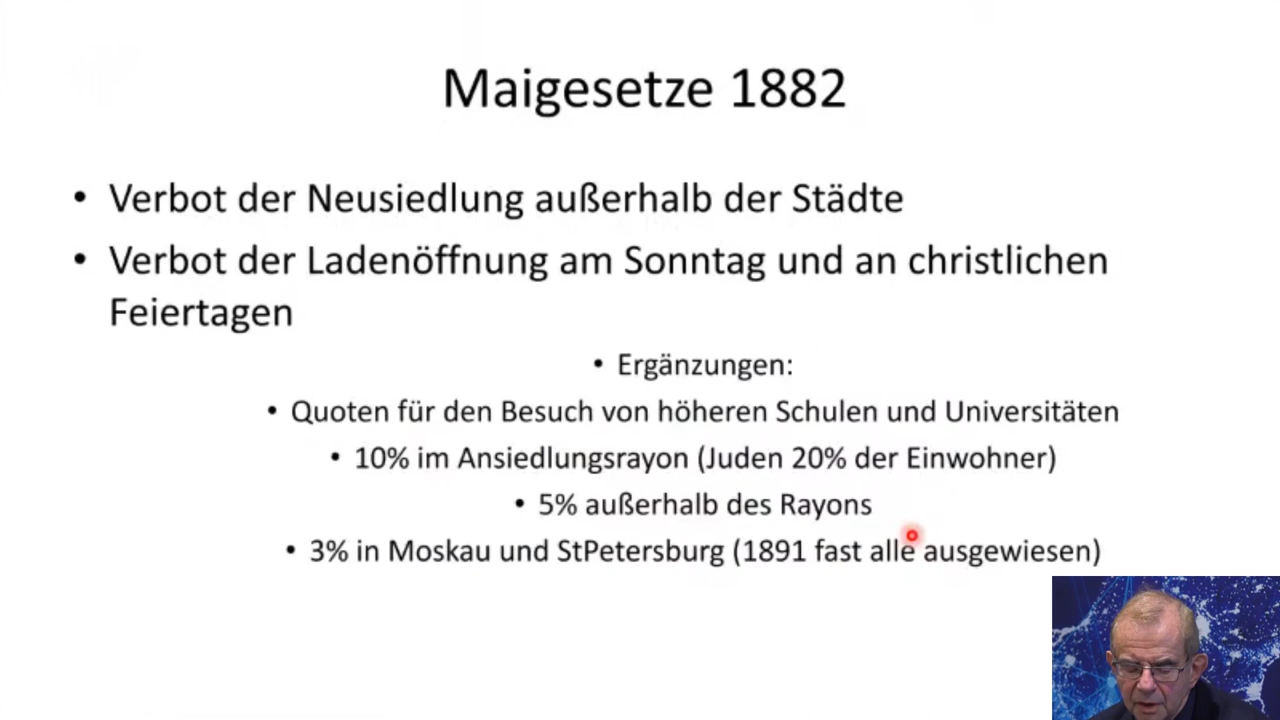 Maigesetze 1882
• Verbot der Neusiedlung außerhalb der Städte
• Verbot der Ladenöffnung am Sonntag und an christlichen
Feiertagen
• Ergänzungen:
• Quoten für den Besuch von höheren Schulen und Universitäten
• 10% im Ansiedlungsrayon (Juden 20% der Einwohner)
• 5% außerhalb des Rayons
• 3% in Moskau und StPetersburg (1891 fast alle ausgewiesen)